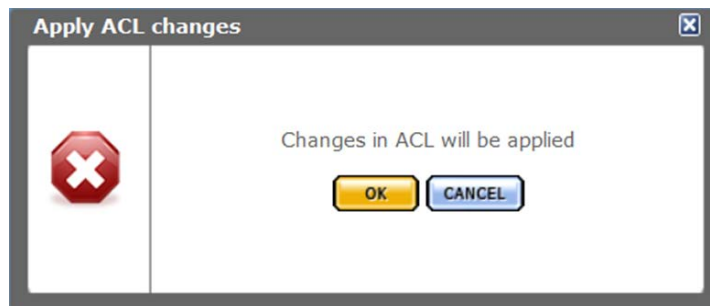 Apply ACL changes
Changes in ACL will be applied
OK
CANCEL